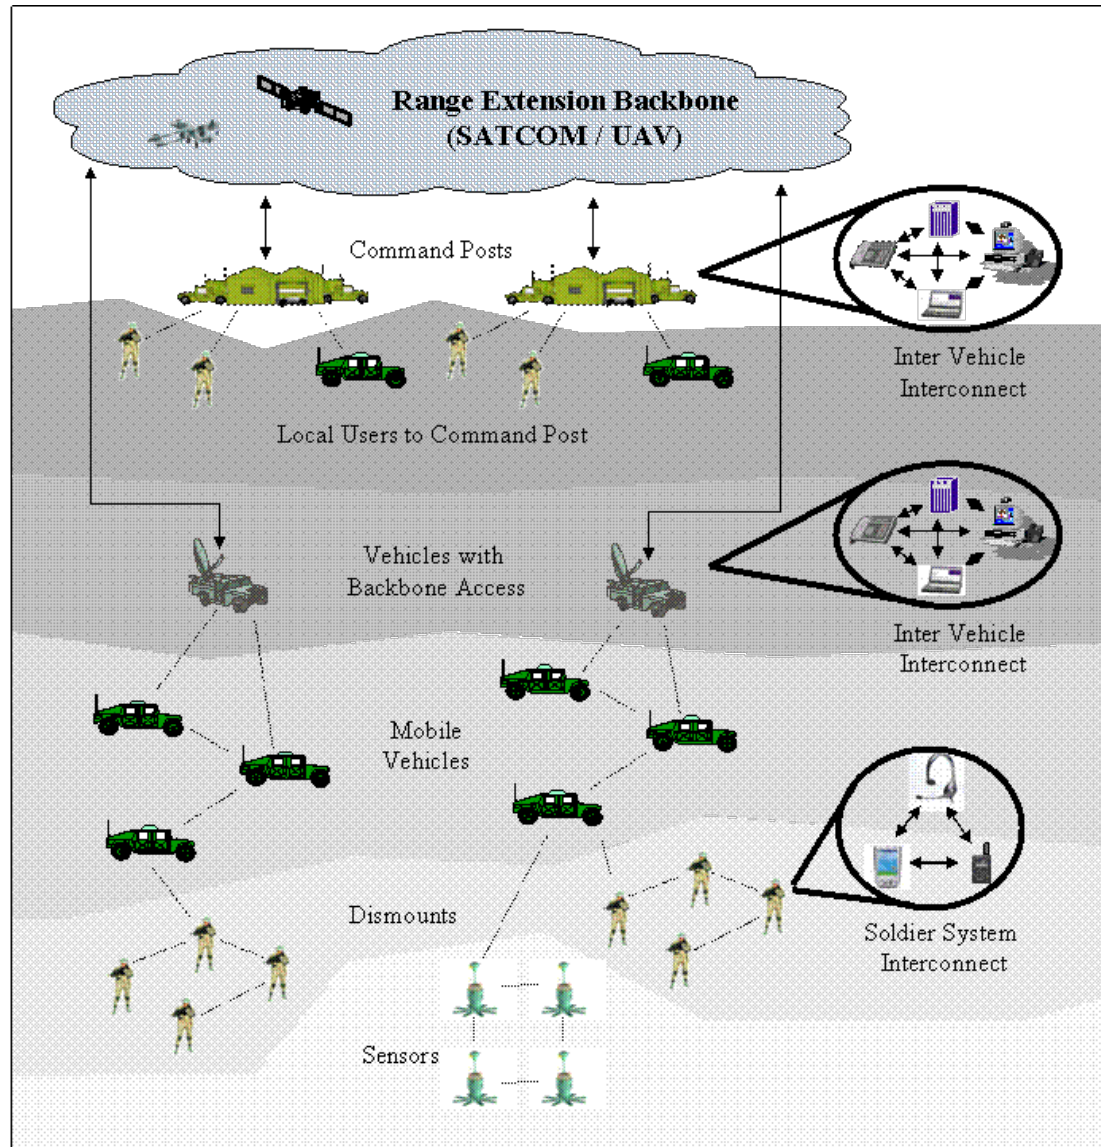 Range Extension Backbone
(SATCOM / UAV)
Command Posts
Inter Vehicle
Interconnect
Local Users to Command Post
Vehicles with
Backbone Access
Inter Vehicle
Interconnect
Mobile
Vehicles
Dismounts
Soldier System
Interconnect
Sensors